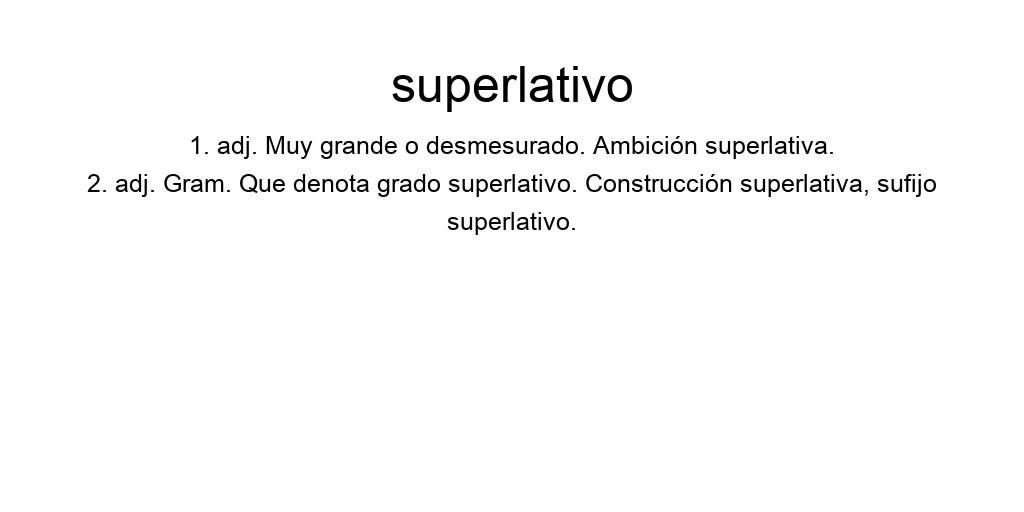 superlativo
1. adj. Muy grande o desmesurado. Ambición superlativa.
2. adj. Gram. Que denota grado superlativo. Construcción superlativa, sufijo
superlativo.